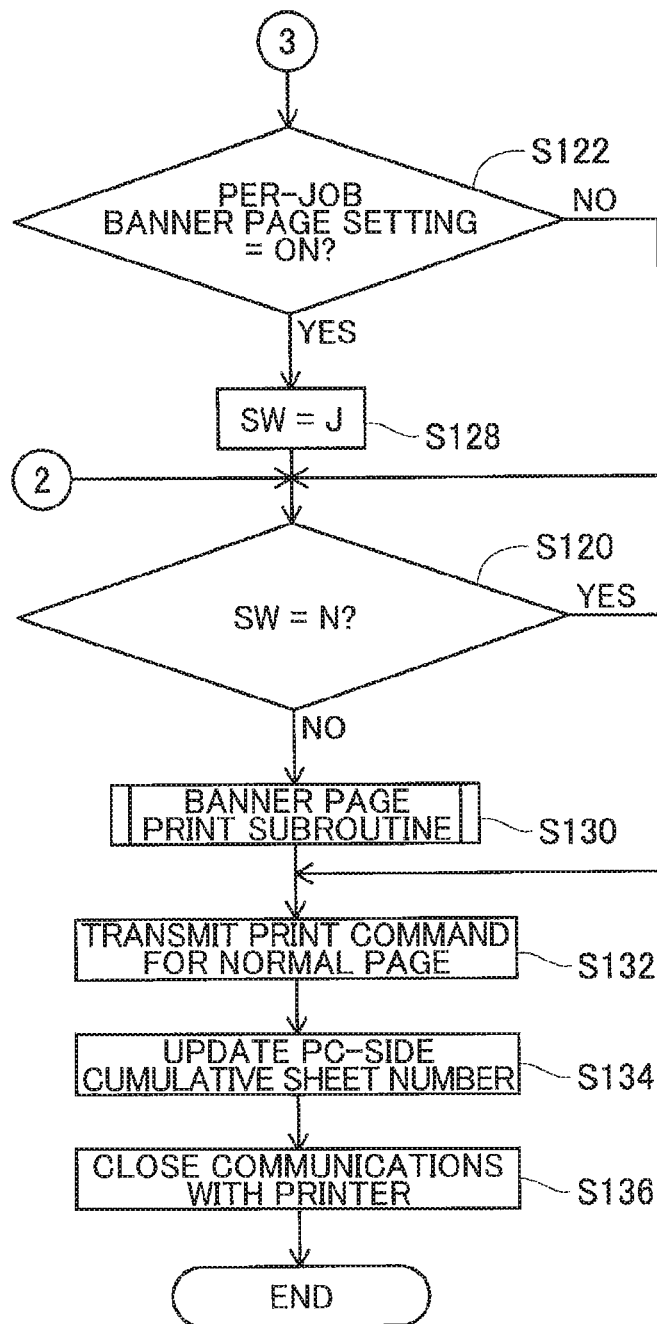 3
S122
PER-JOB
BANNER PAGE SETTING
= ON?
NO
YES
SW = J
S128
2
S120
SW = N?
YES
NO
BANNER PAGE
PRINT SUBROUTINE
S130
TRANSMIT PRINT COMMAND
FOR NORMAL PAGE
S132
UPDATE PC-SIDE
CUMULATIVE SHEET NUMBER
S134
CLOSE COMMUNICATIONS
WITH PRINTER
S136
END